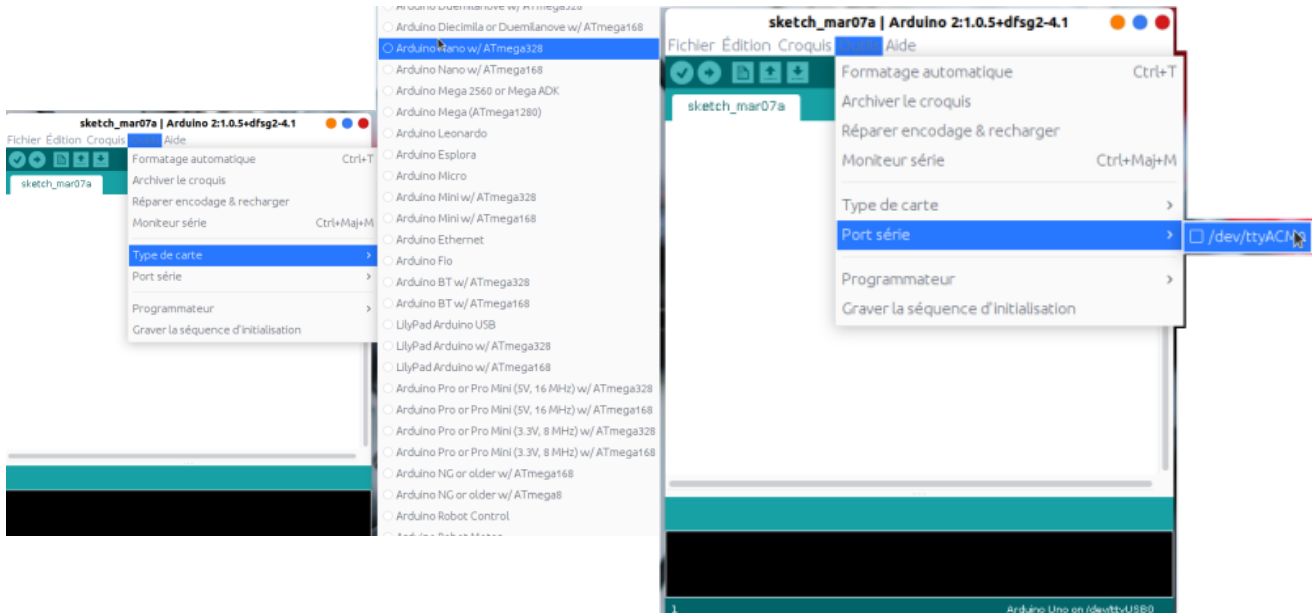 sketch_mar07a | Arduino 2:1.0.5+dfsg2-4.1
Fichier Édition Croquis Outils Aide
sketch_mar07a
Formatage automatique Ctrl+T
Archiver le croquis
Réparer encodage & recharger
Moniteur série Ctrl+Maj+M
Type de carte
Port série
Programmateur
Graver la séquence d'initialisation
Arduino Duemilanove w/ ATmega328
Arduino Diecimila or Duemilanove w/ ATmega168
Arduino Nano w/ ATmega328
Arduino Nano w/ ATmega168
Arduino Mega 2560 or Mega ADK
Arduino Mega (ATmega1280)
Arduino Leonardo
Arduino Esplora
Arduino Micro
Arduino Mini w/ ATmega328
Arduino Mini w/ ATmega168
Arduino Ethernet
Arduino Fio
Arduino BT w/ ATmega328
Arduino BT w/ ATmega168
LilyPad Arduino USB
LilyPad Arduino w/ ATmega328
LilyPad Arduino w/ ATmega168
Arduino Pro or Pro Mini (5V, 16 MHz) w/ ATmega328
Arduino Pro or Pro Mini (5V, 16 MHz) w/ ATmega168
Arduino Pro or Pro Mini (3.3V, 8 MHz) w/ ATmega328
Arduino Pro or Pro Mini (3.3V, 8 MHz) w/ ATmega168
Arduino NG or older w/ ATmega168
Arduino NG or older w/ ATmega8
Arduino Robot Control
Arduino Robot Motor
sketch_mar07a | Arduino 2:1.0.5+dfsg2-4.1
Fichier Édition Croquis Outils Aide
sketch_mar07a
Formatage automatique Ctrl+T
Archiver le croquis
Réparer encodage & recharger
Moniteur série Ctrl+Maj+M
Type de carte
Port série
/dev/ttyACM0
Programmateur
Graver la séquence d'initialisation
1 Arduino Uno on /dev/ttyUSB0